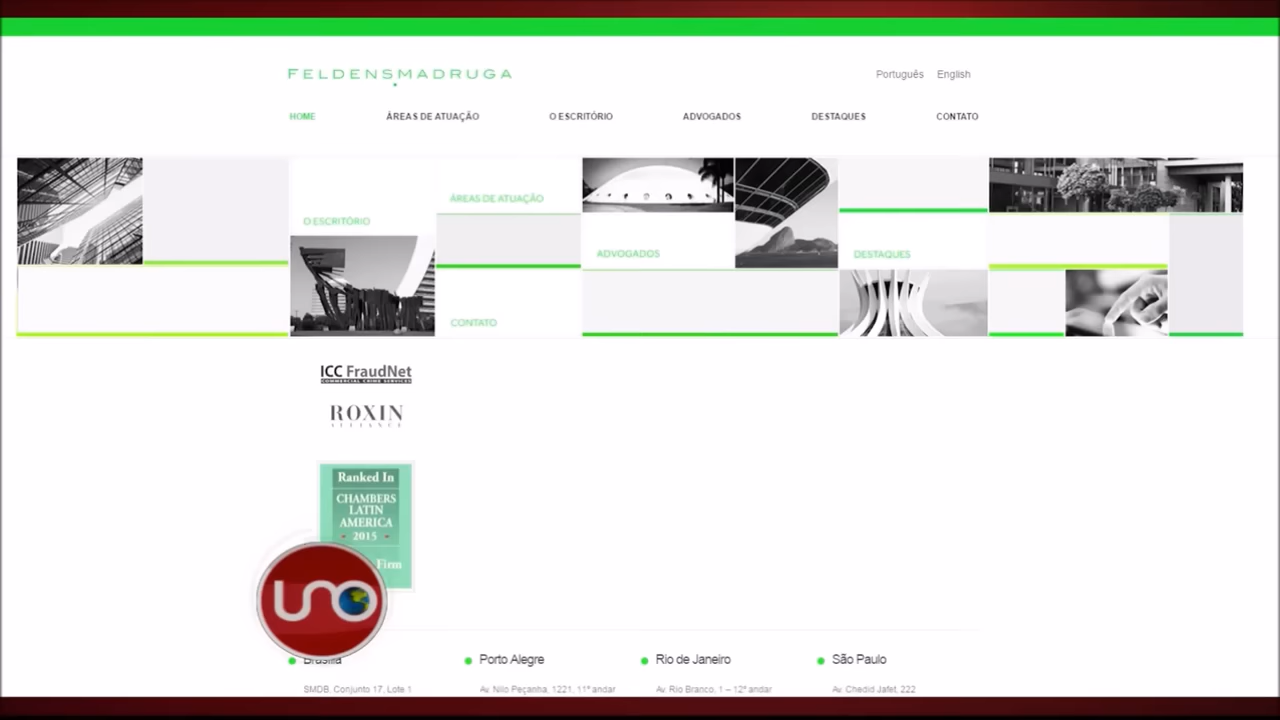 FELDENSMADRUGA
Português English
HOME ÁREAS DE ATUAÇÃO O ESCRITÓRIO ADVOGADOS DESTAQUES CONTATO
ÁREAS DE ATUAÇÃO
O ESCRITÓRIO
ADVOGADOS
DESTAQUES
CONTATO
ICC FraudNet
COMMERCIAL CRIME SERVICES
ROXIN
ALLIANCE
Ranked In
CHAMBERS
LATIN
AMERICA
2015
Firm
UNO
Brasília Porto Alegre Rio de Janeiro São Paulo
SMDB, Conjunto 17, Lote 1 Av. Nilo Peçanha, 1221, 11º andar Av. Rio Branco, 1 – 12º andar Av. Chedid Jafet, 222